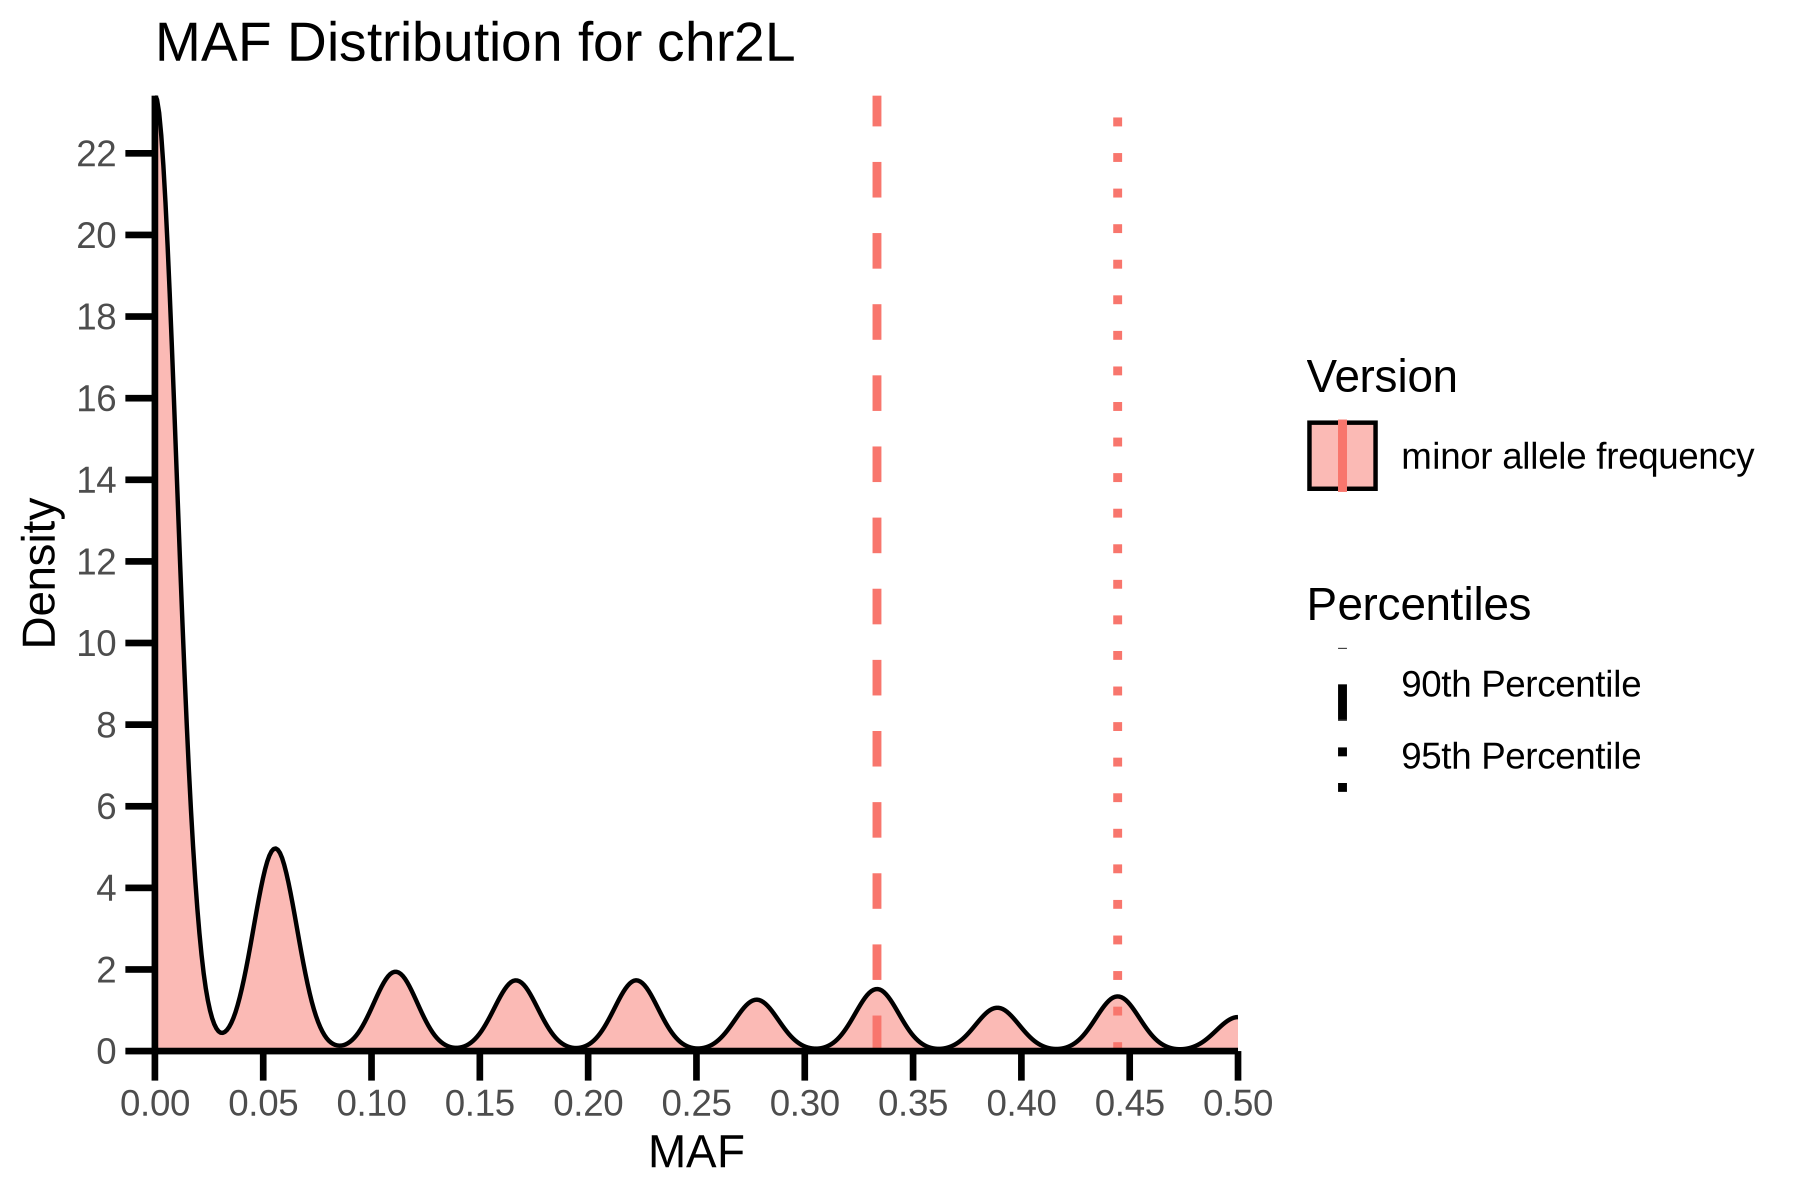 MAF Distribution for chr2L
Density
22
20
18
16
14
12
10
8
6
4
2
0
0.00 0.05 0.10 0.15 0.20 0.25 0.30 0.35 0.40 0.45 0.50
MAF
Version
minor allele frequency
Percentiles
90th Percentile
95th Percentile